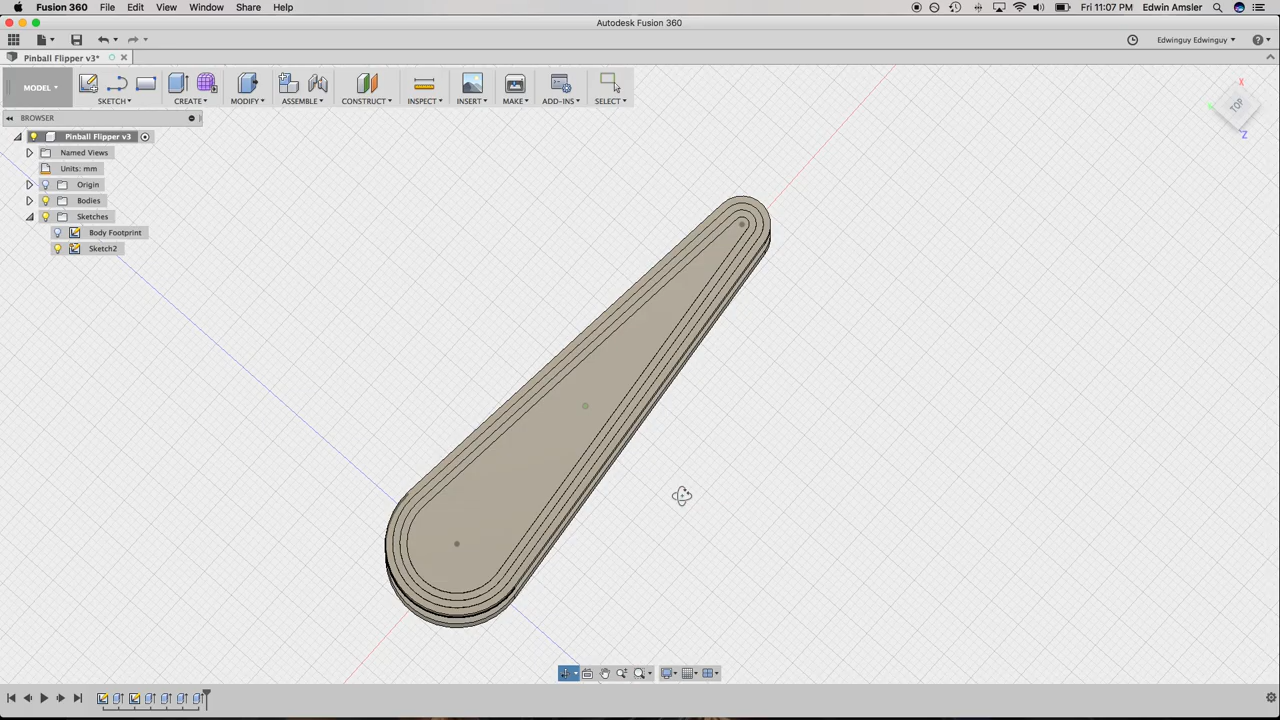 Fusion 360 File Edit View Window Share Help Fri 11:07 PM Edwin Amsler
Autodesk Fusion 360
Edwinguy Edwinguy
Pinball Flipper v3*
MODEL SKETCH CREATE MODIFY ASSEMBLE CONSTRUCT INSPECT INSERT MAKE ADD-INS SELECT
BROWSER
Pinball Flipper v3
Named Views
Units: mm
Origin
Bodies
Sketches
Body Footprint
Sketch2
X
TOP
Z